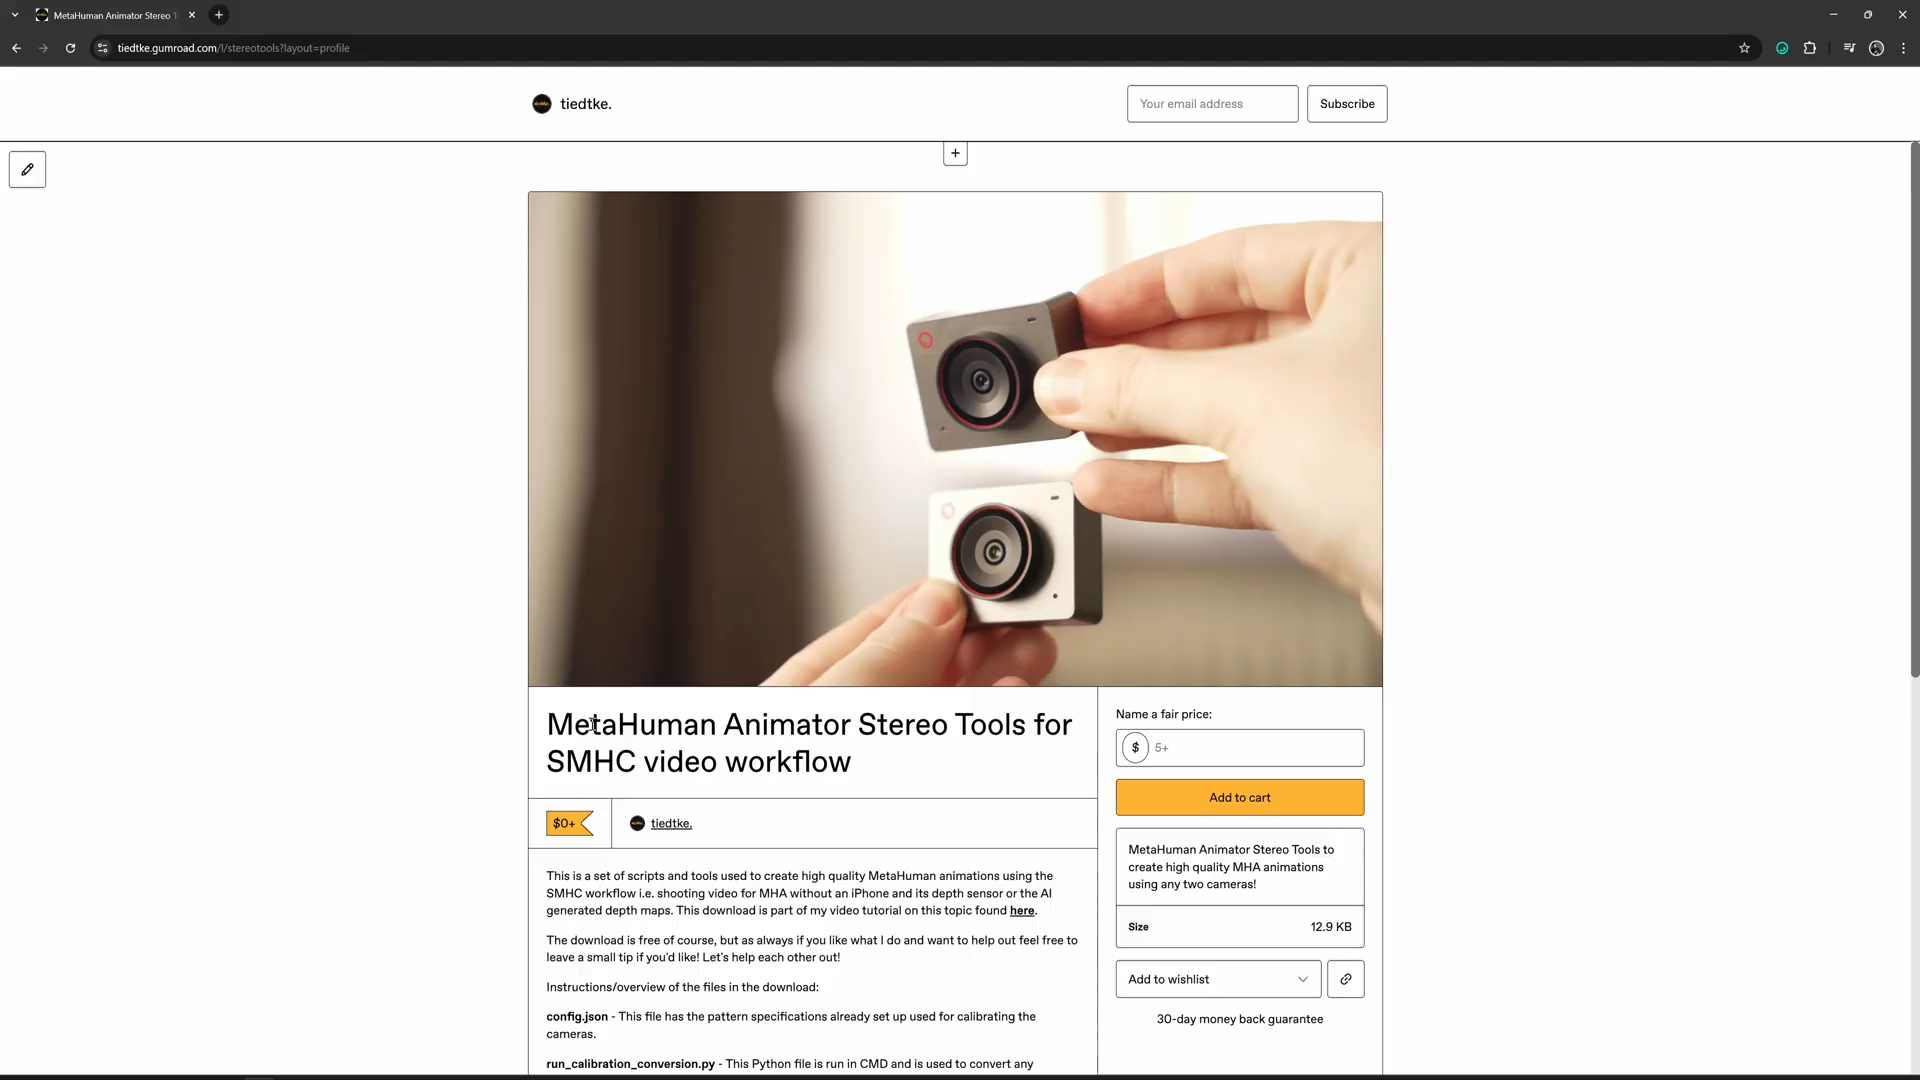 MetaHuman Animator Stereo T
tiedtke.gumroad.com/l/stereotools?layout=profile
tiedtke.
Your email address
Subscribe
+
MetaHuman Animator Stereo Tools for
SMHC video workflow
$0+
tiedtke.
This is a set of scripts and tools used to create high quality MetaHuman animations using the
SMHC workflow i.e. shooting video for MHA without an iPhone and its depth sensor or the AI
generated depth maps. This download is part of my video tutorial on this topic found here.
The download is free of course, but as always if you like what I do and want to help out feel free to
leave a small tip if you'd like! Let's help each other out!
Instructions/overview of the files in the download:
config.json - This file has the pattern specifications already set up used for calibrating the
cameras.
run_calibration_conversion.py - This Python file is run in CMD and is used to convert any
Name a fair price:
$ 5+
Add to cart
MetaHuman Animator Stereo Tools to
create high quality MHA animations
using any two cameras!
Size 12.9 KB
Add to wishlist
30-day money back guarantee